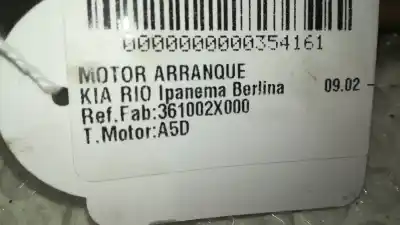 0000000000354161
MOTOR ARRANQUE
KIA RIO Ipanema Berlina 09.02 -
Ref.Fab:361002X000
T.Motor:A5D